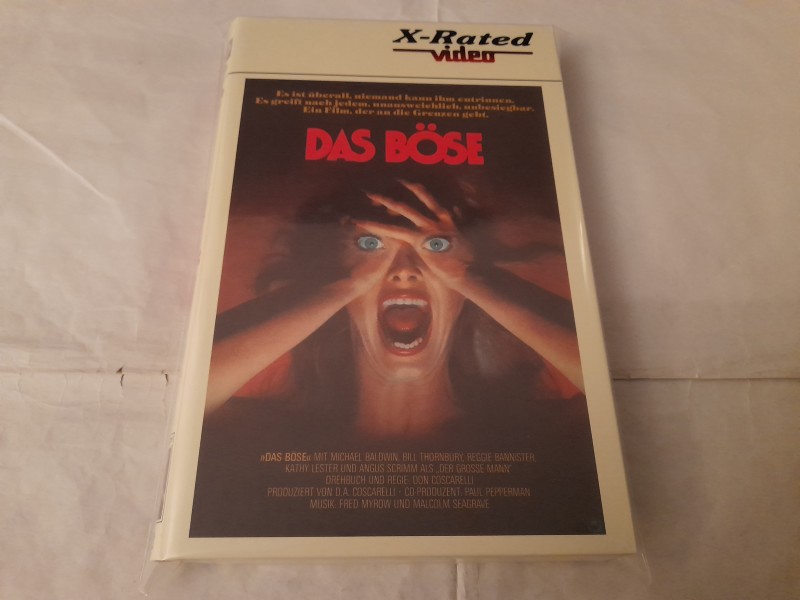 X-Rated
video
Es ist überall, niemand kann ihm entrinnen.
Es greift nach jedem, unausweichlich, unbesiegbar.
Ein Film, der an die Grenzen geht.
DAS BÖSE
»DAS BÖSE« MIT MICHAEL BALDWIN, BILL THORNBURY, REGGIE BANNISTER,
KATHY LESTER UND ANGUS SCRIMM ALS „DER GROSSE MANN"
DREHBUCH UND REGIE: DON COSCARELLI
PRODUZIERT VON D.A. COSCARELLI - CO-PRODUZENT: PAUL PEPPERMAN
MUSIK: FRED MYROW UND MALCOLM SEAGRAVE